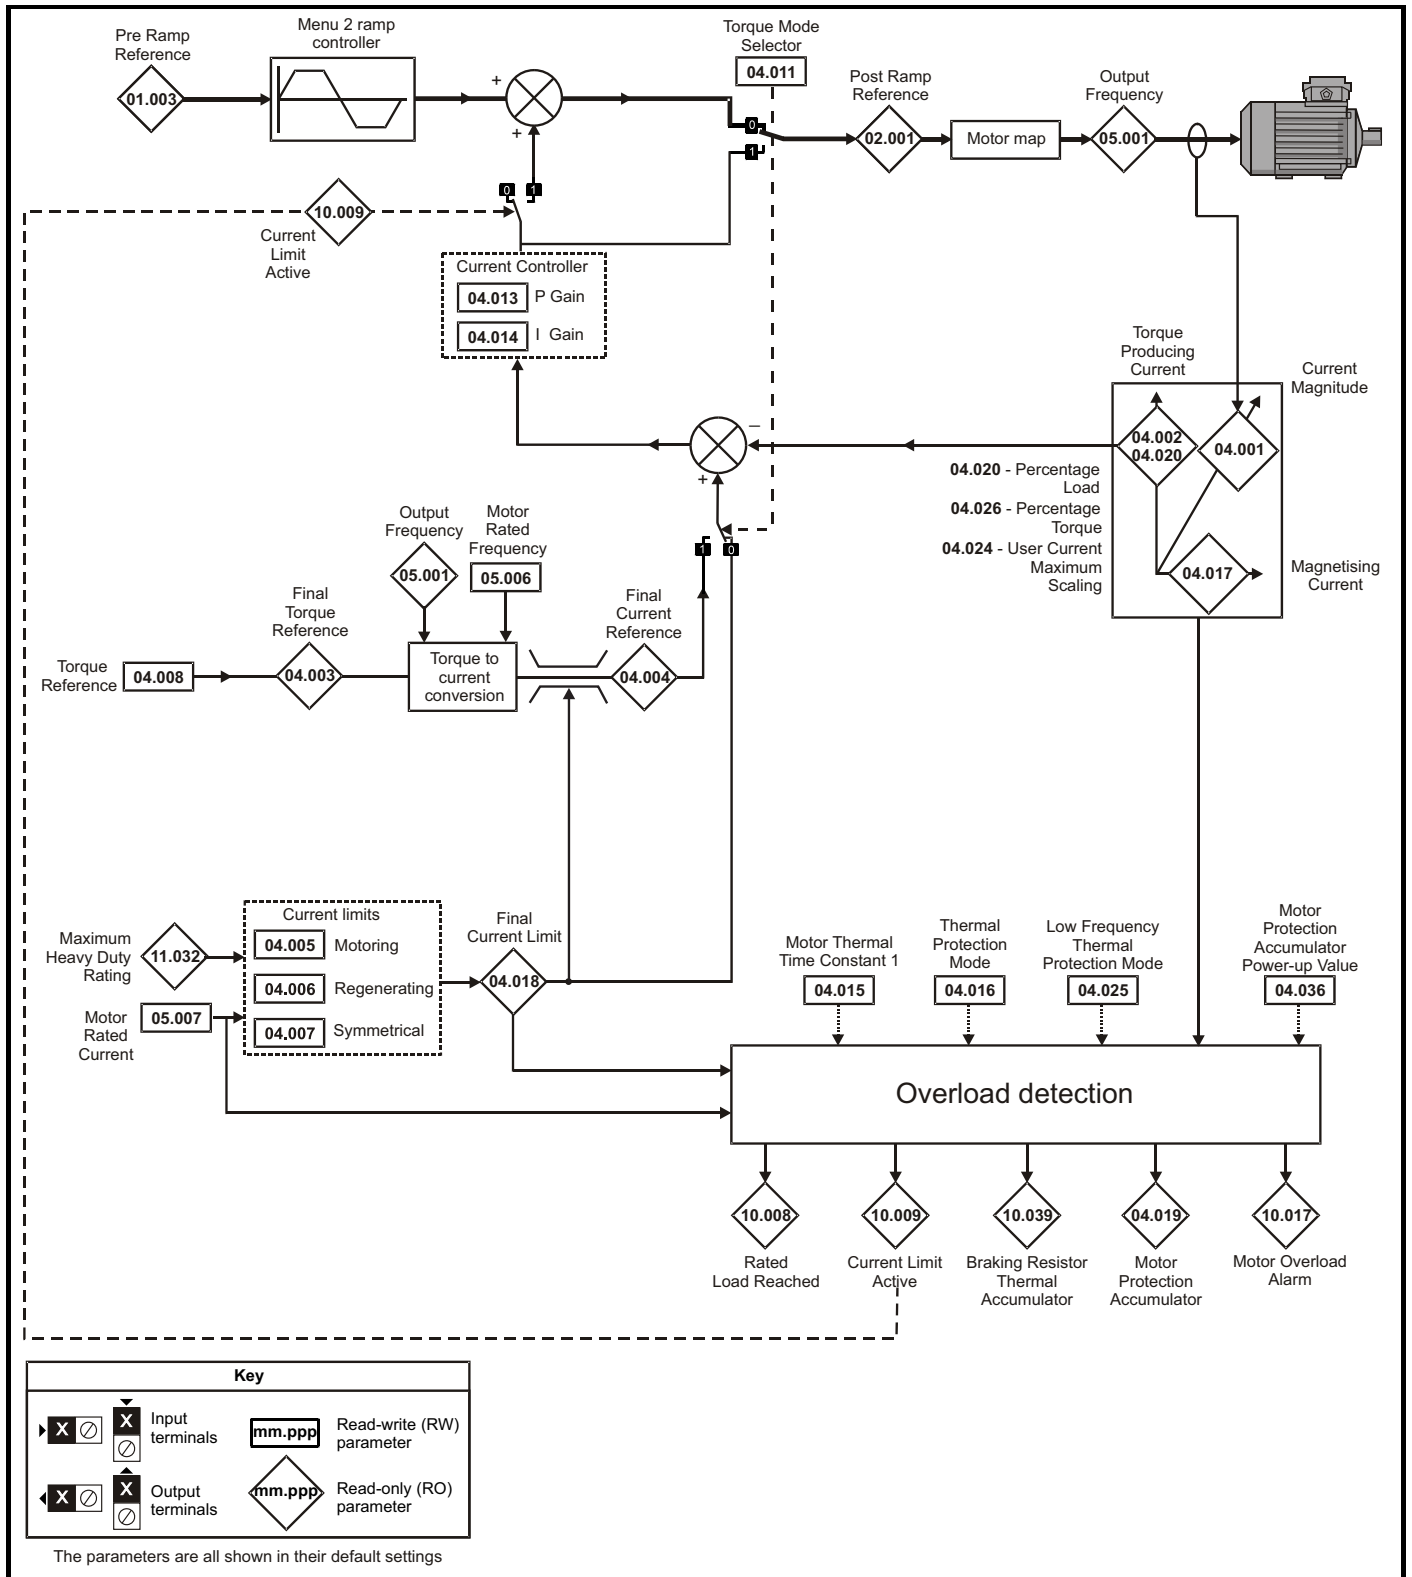 Pre Ramp
Reference
01.003
Menu 2 ramp
controller
+
+
Torque Mode
Selector
04.011
0
1
Post Ramp
Reference
02.001
Motor map
Output
Frequency
05.001
0 1
10.009
Current
Limit
Active
Current Controller
04.013 P Gain
04.014 I Gain
Torque
Producing
Current
Current
Magnitude
04.002
04.020
04.001
04.017
Magnetising
Current
–
+
04.020 - Percentage
Load
04.026 - Percentage
Torque
04.024 - User Current
Maximum
Scaling
1 0
Output
Frequency
05.001
Motor
Rated
Frequency
05.006
Torque
Reference
04.008
Final
Torque
Reference
04.003
Torque to
current
conversion
Final
Current
Reference
04.004
Maximum
Heavy Duty
Rating
11.032
Motor
Rated
Current
05.007
Current limits
04.005 Motoring
04.006 Regenerating
04.007 Symmetrical
Final
Current Limit
04.018
Motor Thermal
Time Constant 1
04.015
Thermal
Protection
Mode
04.016
Low Frequency
Thermal
Protection Mode
04.025
Motor
Protection
Accumulator
Power-up Value
04.036
Overload detection
10.008
Rated
Load Reached
10.009
Current Limit
Active
10.039
Braking Resistor
Thermal
Accumulator
04.019
Motor
Protection
Accumulator
10.017
Motor Overload
Alarm
Key
X
X
Input
terminals
mm.ppp
Read-write (RW)
parameter
X
X
Output
terminals
mm.ppp
Read-only (RO)
parameter
The parameters are all shown in their default settings